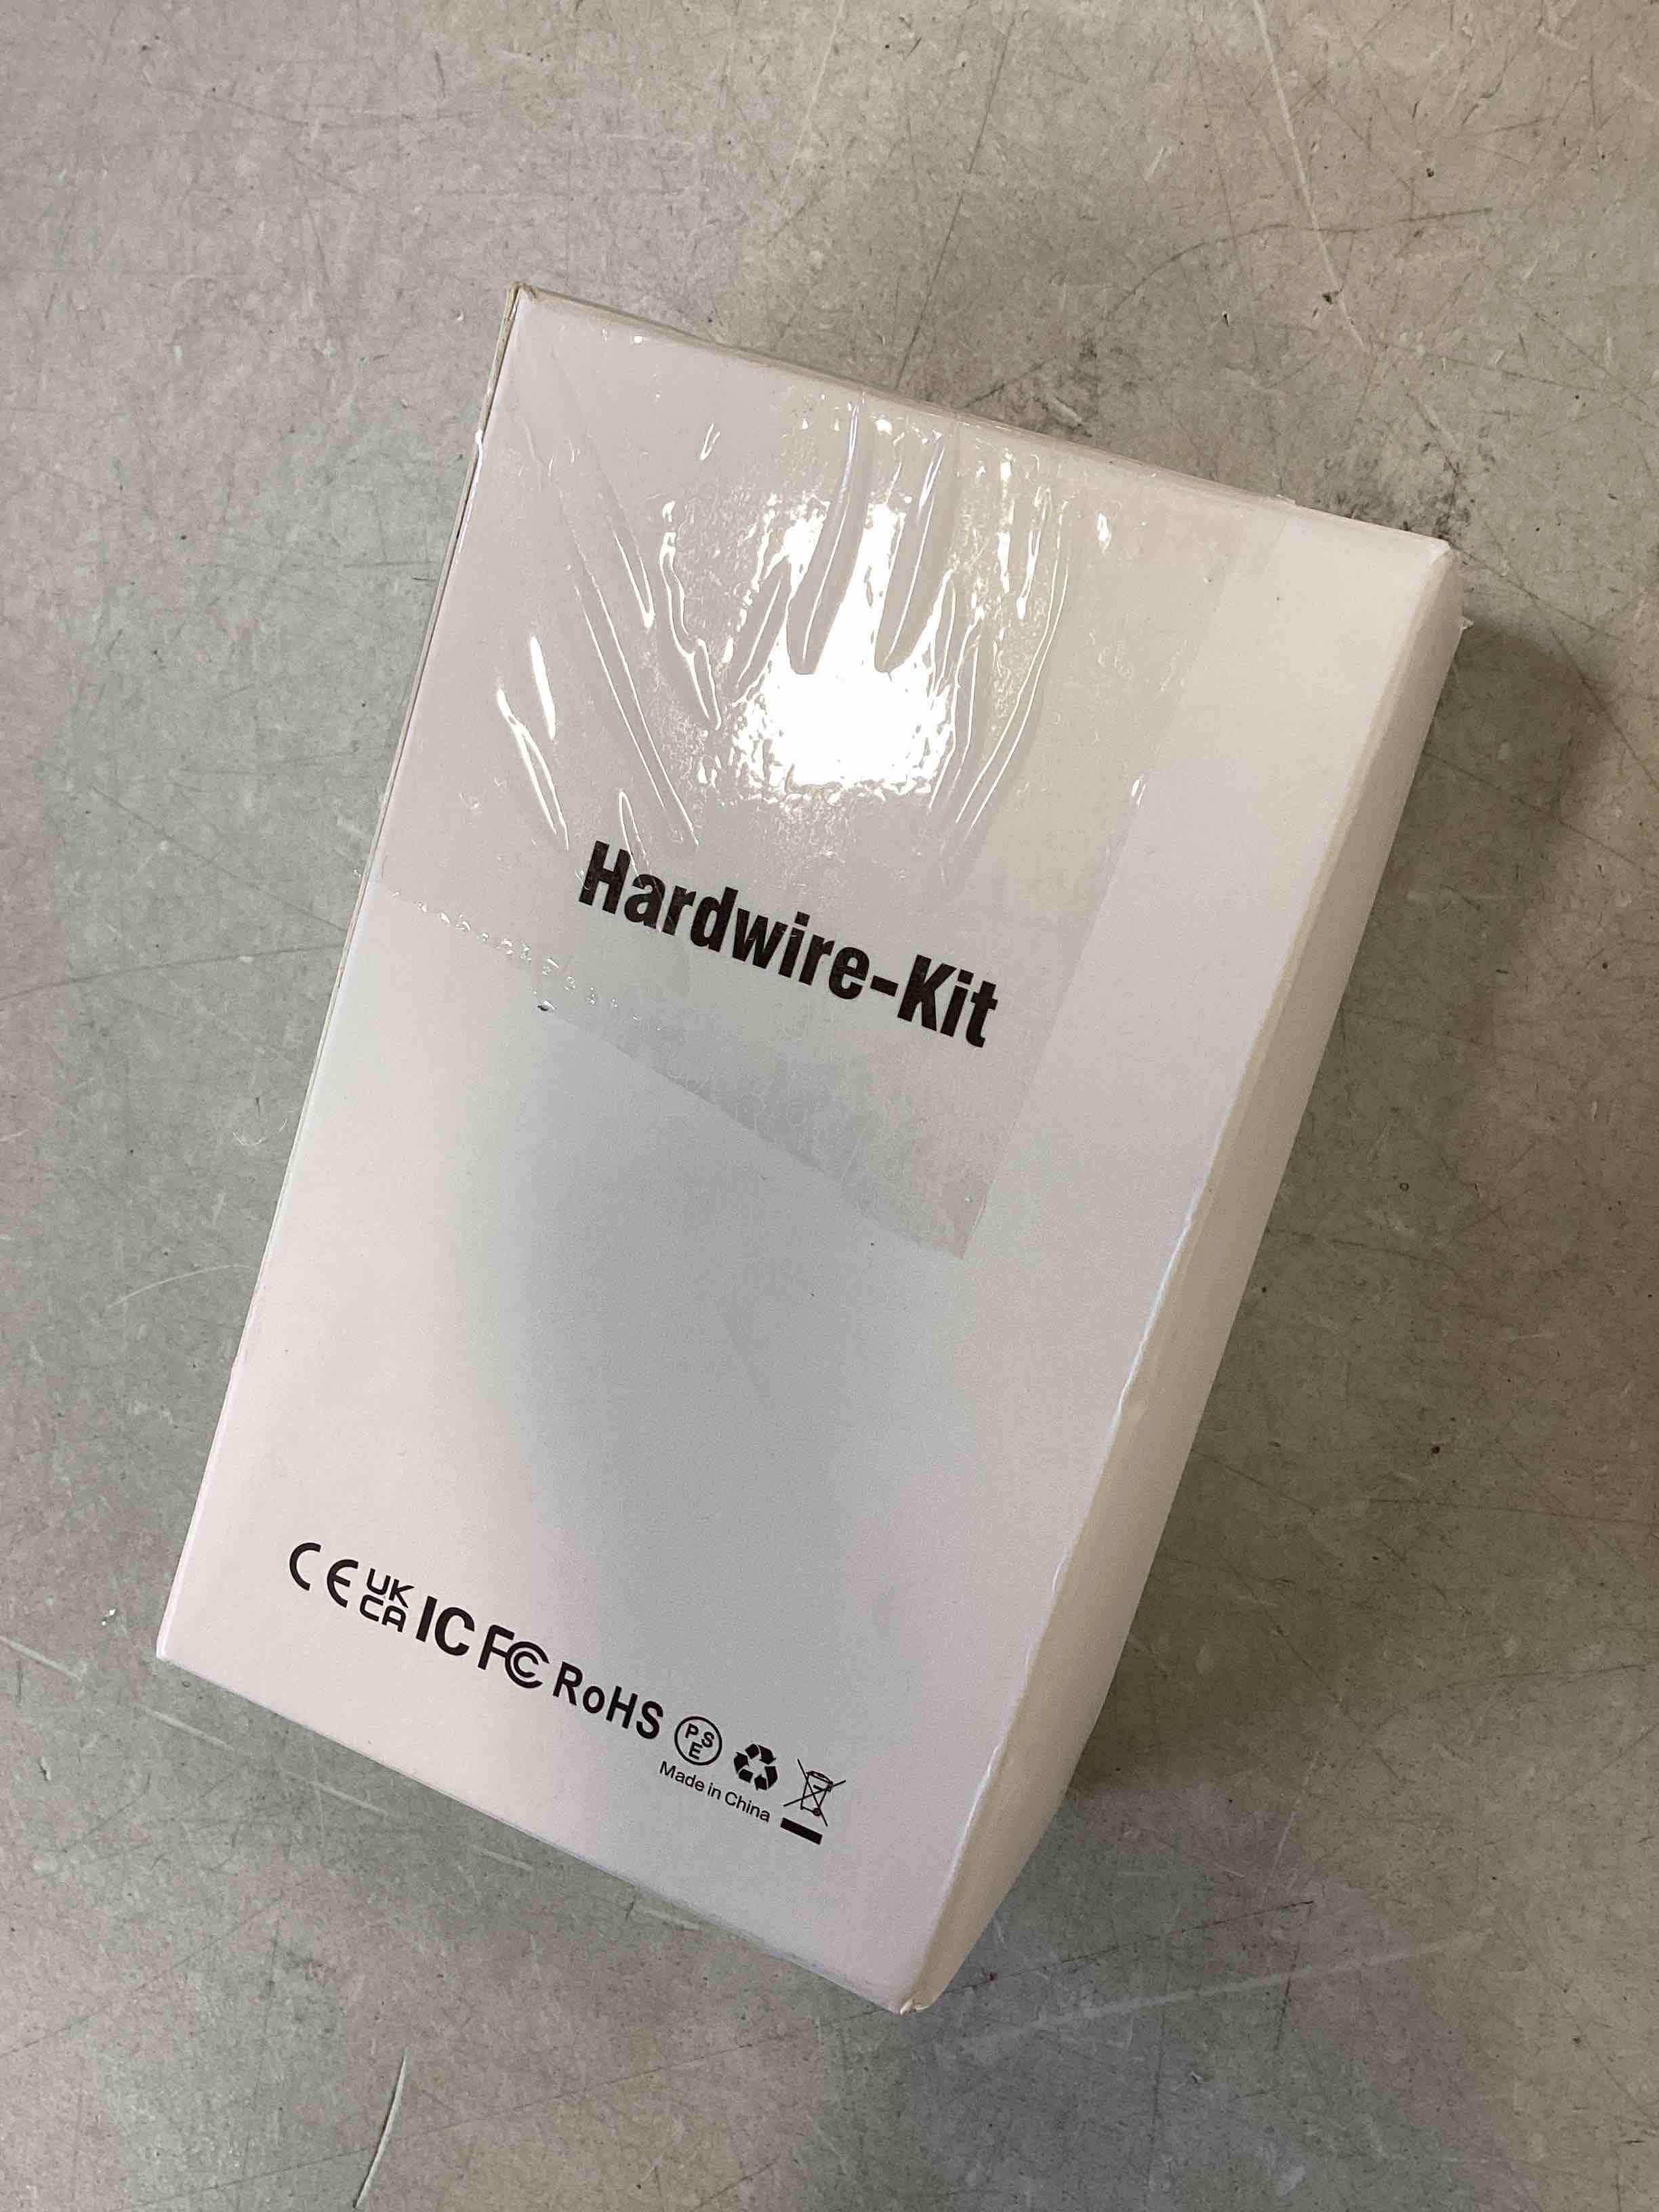 Hardwire-Kit
CE UK CA IC FC RoHS PSE
Made in China